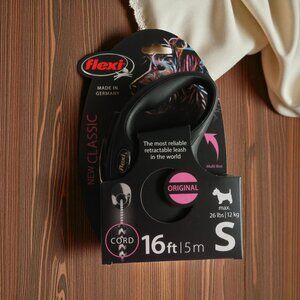 flexi
MADE IN
GERMANY
NEW CLASSIC
flexi
The most reliable
retractable leash
in the world
ORIGINAL
max.
26 lbs | 12 kg
CORD
16ft | 5m
S